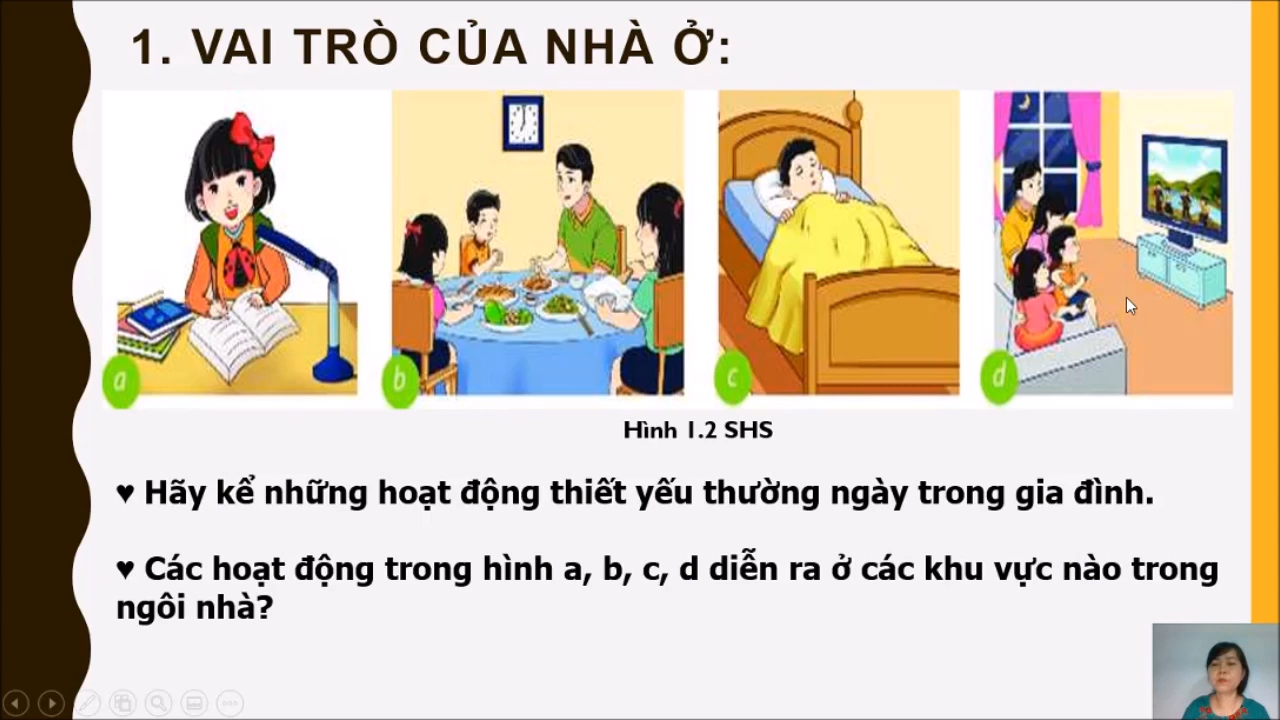 1. VAI TRÒ CỦA NHÀ Ở:
a
b
c
d
Hình 1.2 SHS
♥ Hãy kể những hoạt động thiết yếu thường ngày trong gia đình.
♥ Các hoạt động trong hình a, b, c, d diễn ra ở các khu vực nào trong
ngôi nhà?